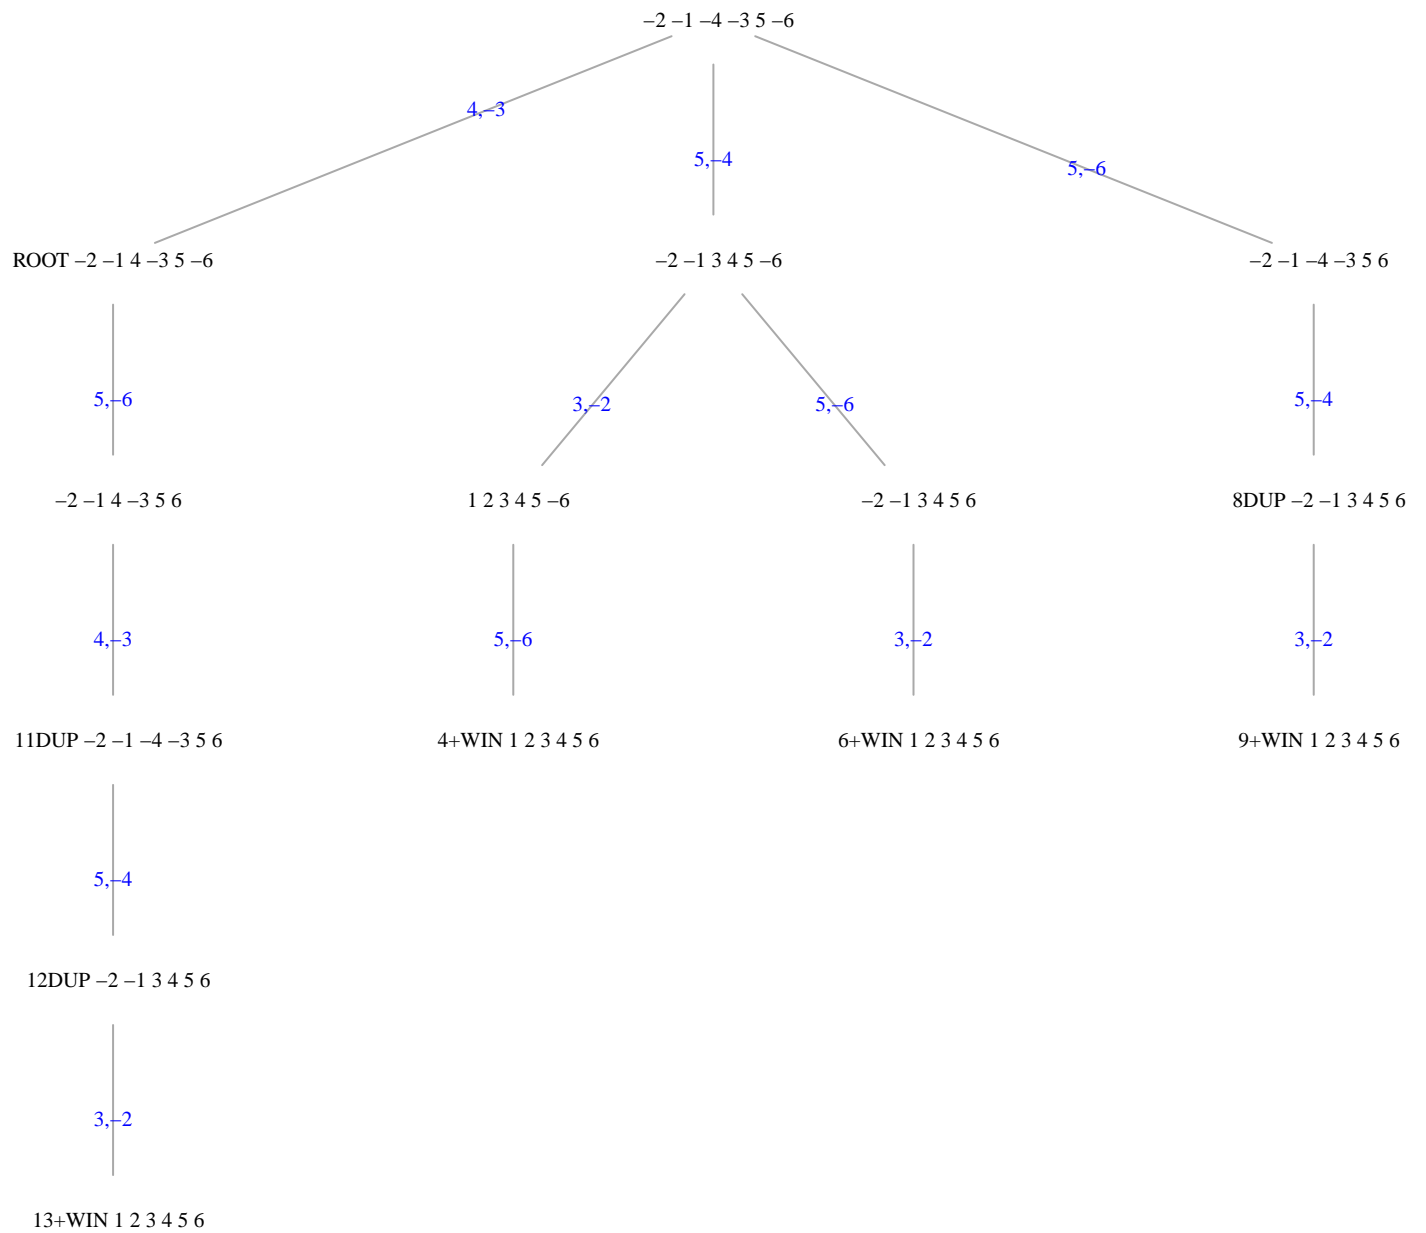 –2 –1 –4 –3 5 –6
4,–3
5,–4
5,–6
ROOT –2 –1 4 –3 5 –6
–2 –1 3 4 5 –6
–2 –1 –4 –3 5 6
5,–6
3,–2
5,–6
5,–4
–2 –1 4 –3 5 6
1 2 3 4 5 –6
–2 –1 3 4 5 6
8DUP –2 –1 3 4 5 6
4,–3
5,–6
3,–2
3,–2
11DUP –2 –1 –4 –3 5 6
4+WIN 1 2 3 4 5 6
6+WIN 1 2 3 4 5 6
9+WIN 1 2 3 4 5 6
5,–4
12DUP –2 –1 3 4 5 6
3,–2
13+WIN 1 2 3 4 5 6